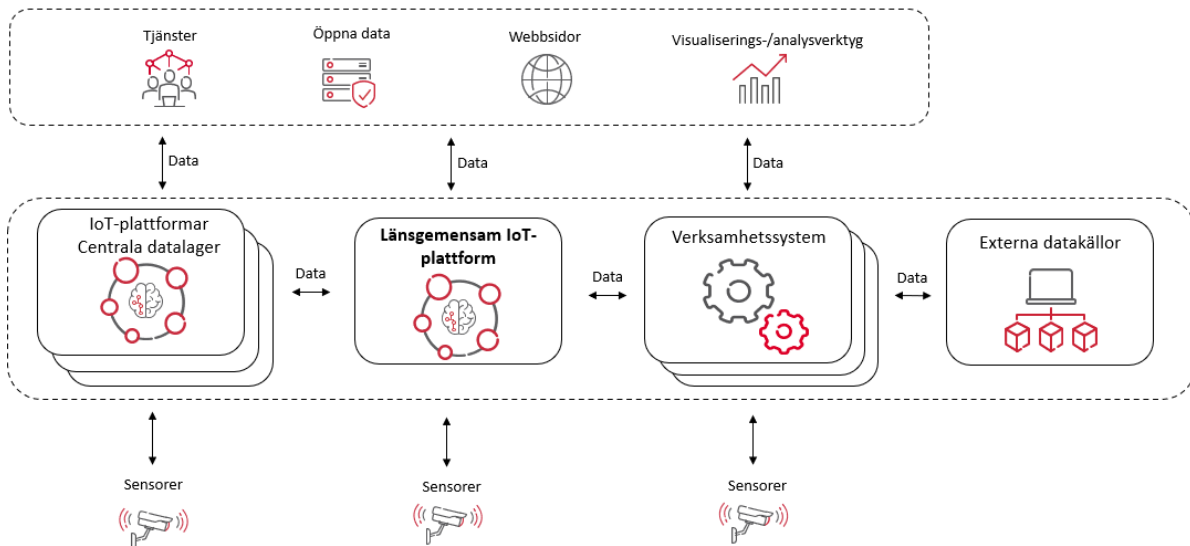 Tjänster
Öppna data
Webbsidor
Visualiserings-/analysverktyg
Data
Data
Data
IoT-plattformar
Centrala datalager
Data
Länsgemensam IoT-
plattform
Data
Verksamhetssystem
Data
Externa datakällor
Sensorer
Sensorer
Sensorer